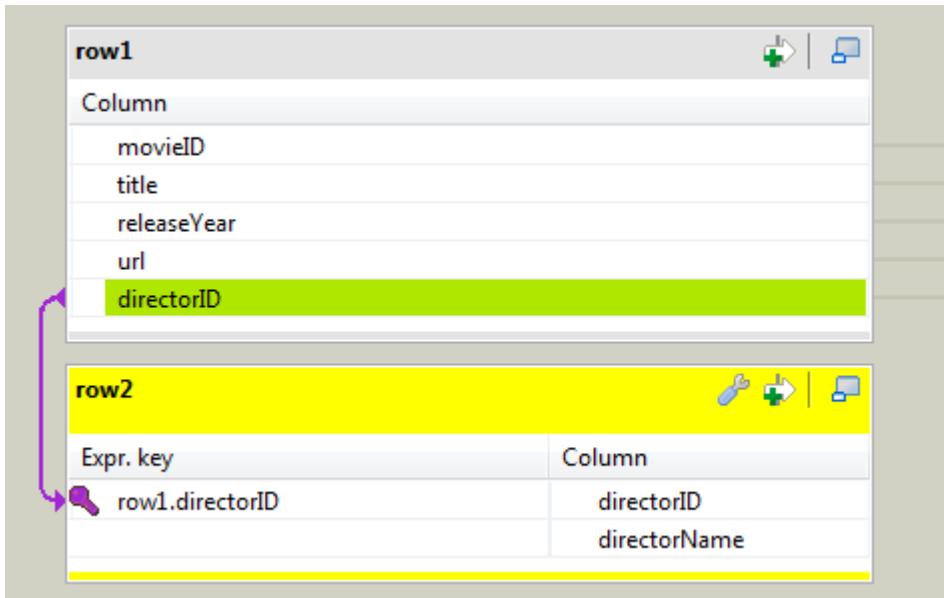 row1
Column
movieID
title
releaseYear
url
directorID
row2
Expr. key Column
row1.directorID directorID
directorName